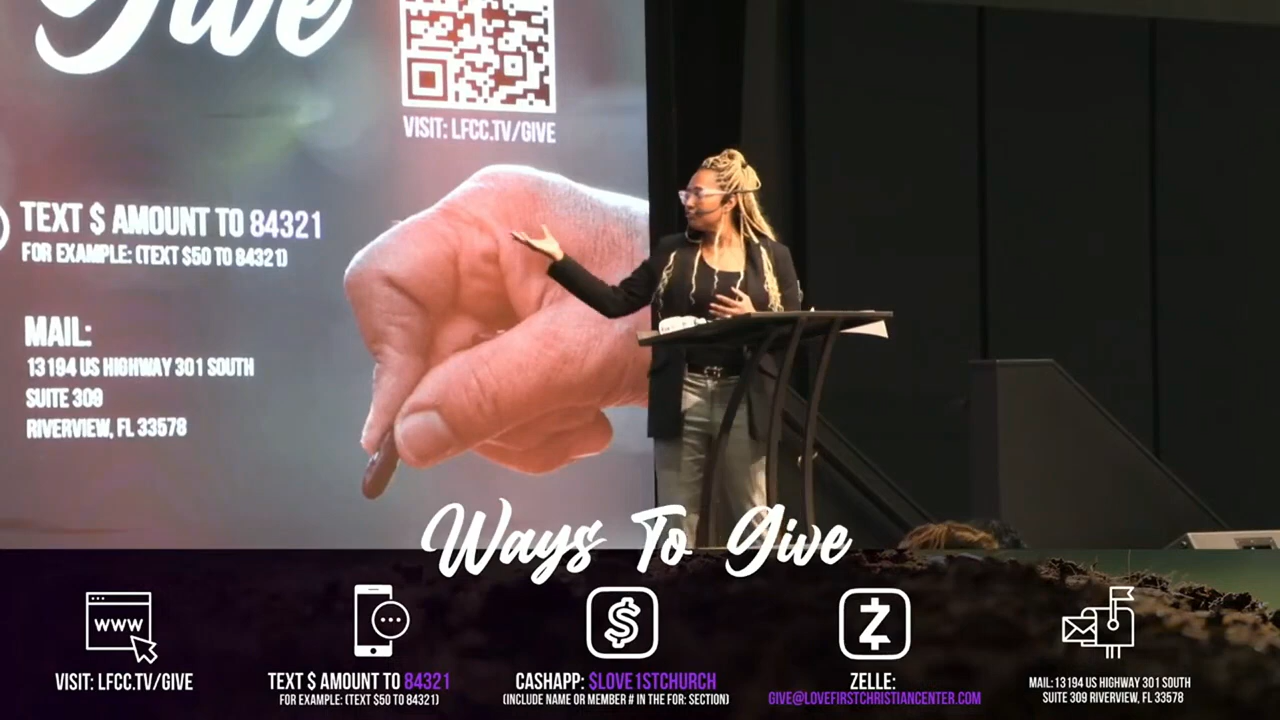 Give
VISIT: LFCC.TV/GIVE
TEXT $ AMOUNT TO 84321
FOR EXAMPLE: (TEXT $50 TO 84321)
MAIL:
13194 US HIGHWAY 301 SOUTH
SUITE 309
RIVERVIEW, FL 33578
Ways To Give
WWW
VISIT: LFCC.TV/GIVE
TEXT $ AMOUNT TO 84321
FOR EXAMPLE: (TEXT $50 TO 84321)
$
CASHAPP: $LOVE1STCHURCH
(INCLUDE NAME OR MEMBER # IN THE FOR: SECTION)
Z
ZELLE:
GIVE@LOVEFIRSTCHRISTIANCENTER.COM
MAIL: 13194 US HIGHWAY 301 SOUTH
SUITE 309 RIVERVIEW, FL 33578